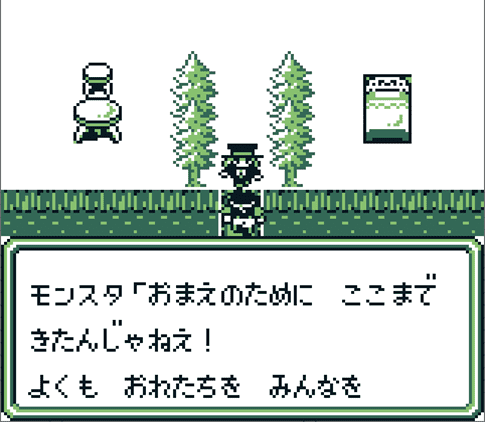 モンスタ「おまえのために　ここまで
きたんじゃねえ！
よくも　おれたちを　みんなを